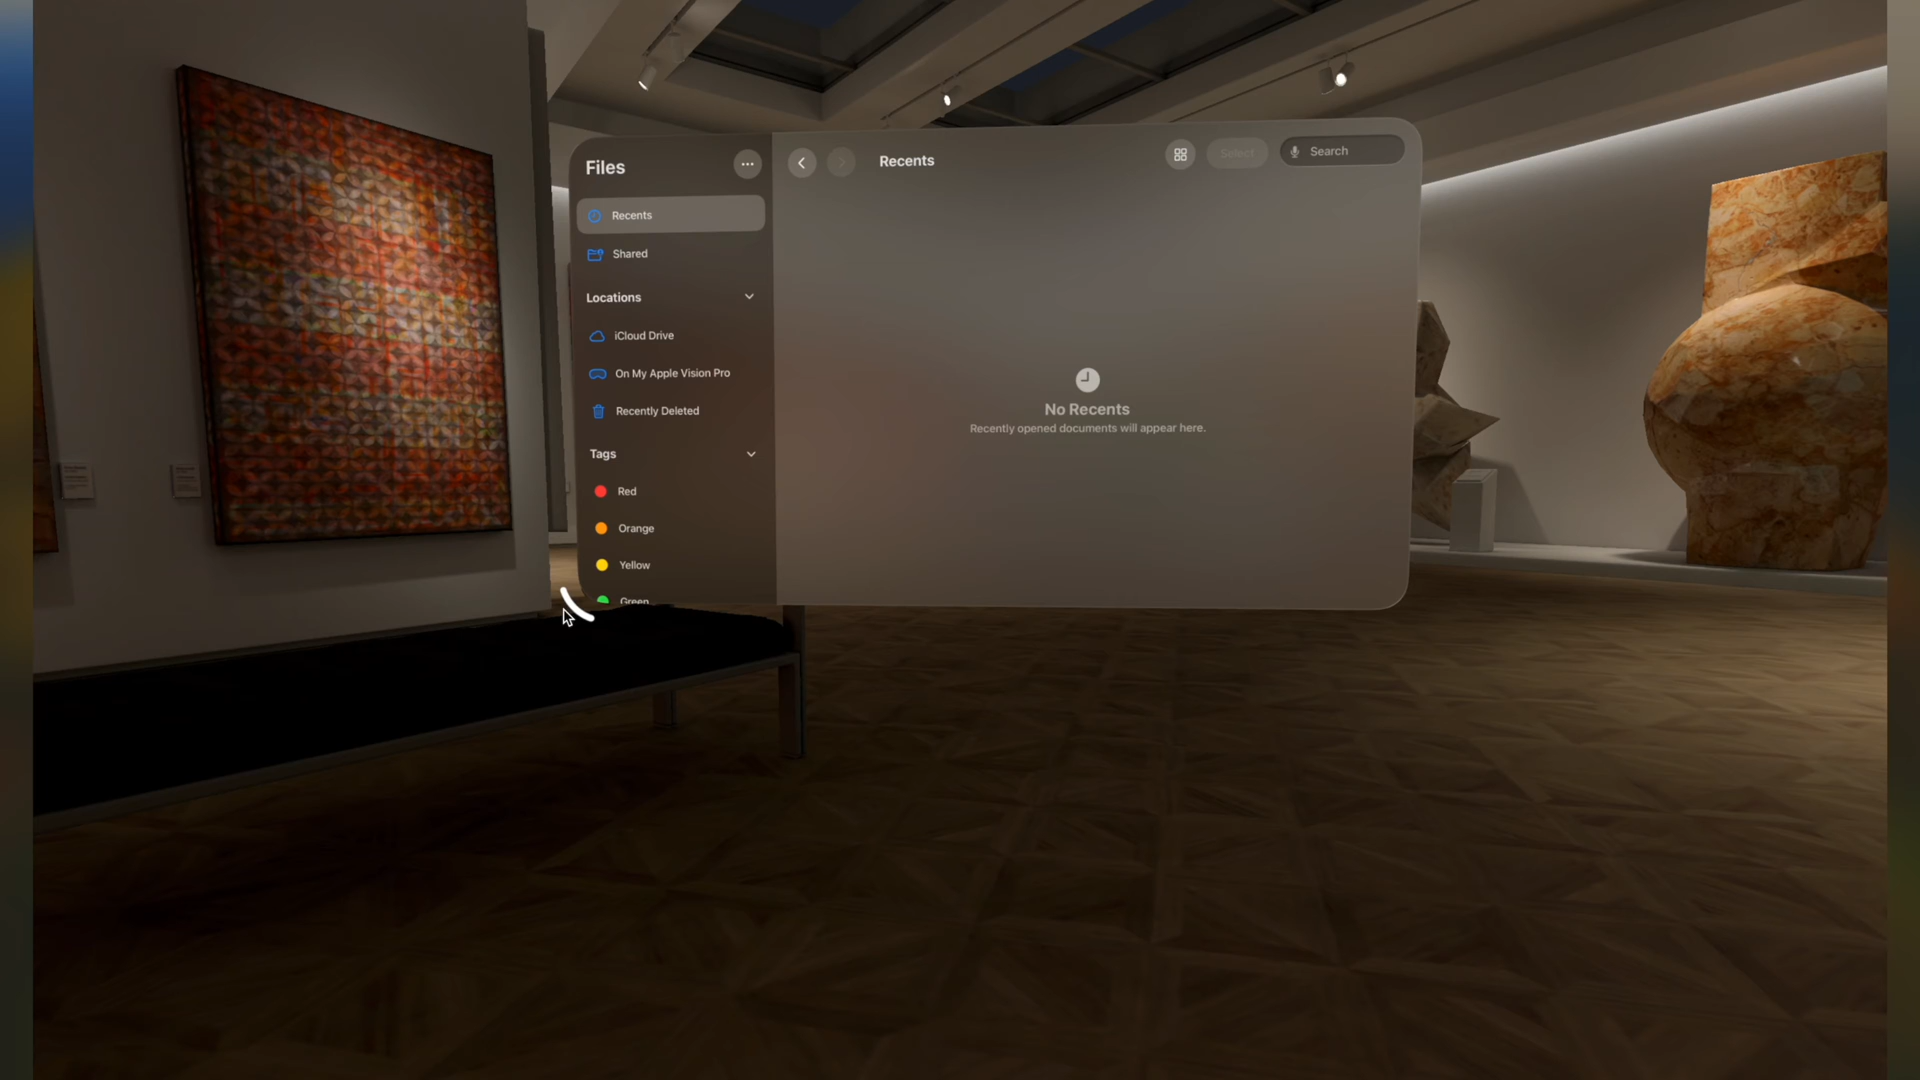 Files
Recents
Shared
Locations
iCloud Drive
On My Apple Vision Pro
Recently Deleted
Tags
Red
Orange
Yellow
Green
Recents
Select
Search
No Recents
Recently opened documents will appear here.